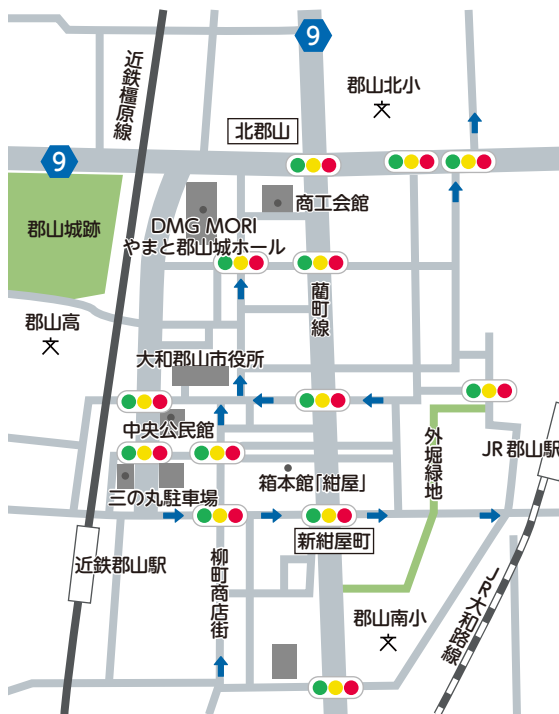 9
近鉄橿原線
郡山北小
北郡山
9
商工会館
郡山城跡
DMG MORI
やまと郡山城ホール
藺町線
郡山高
大和郡山市役所
中央公民館
外堀緑地
JR郡山駅
箱本館「紺屋」
三の丸駐車場
新紺屋町
近鉄郡山駅
柳町商店街
郡山南小
JR大和路線